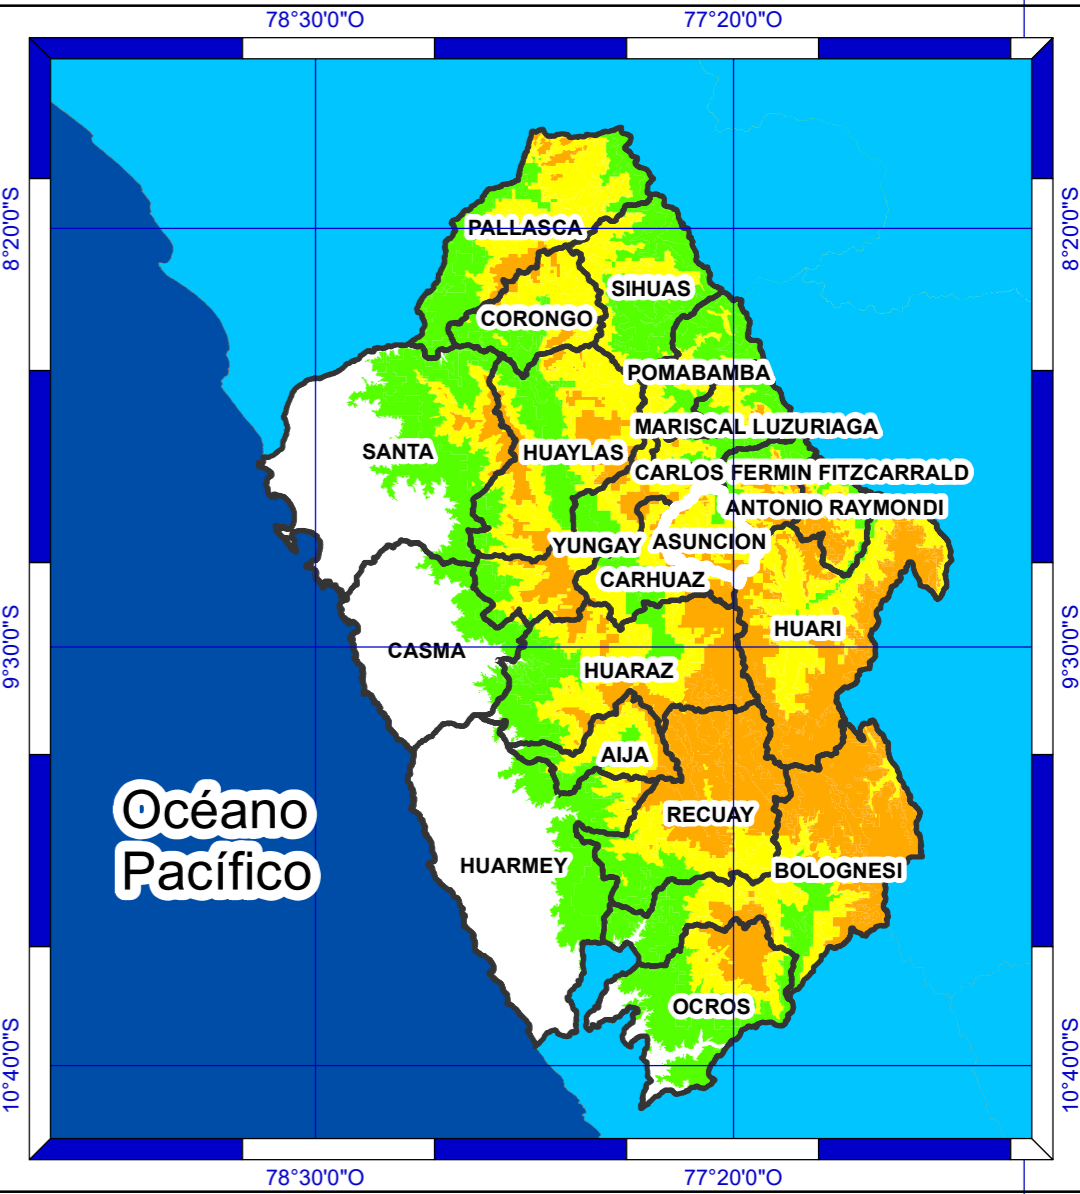 78°30'0"O
77°20'0"O
8°20'0"S
8°20'0"S
PALLASCA
SIHUAS
CORONGO
POMABAMBA
MARISCAL LUZURIAGA
SANTA
HUAYLAS
CARLOS FERMIN FITZCARRALD
ANTONIO RAYMONDI
YUNGAY
ASUNCION
CARHUAZ
HUARI
9°30'0"S
9°30'0"S
CASMA
HUARAZ
AIJA
Océano
Pacífico
RECUAY
HUARMEY
BOLOGNESI
OCROS
10°40'0"S
10°40'0"S
78°30'0"O
77°20'0"O